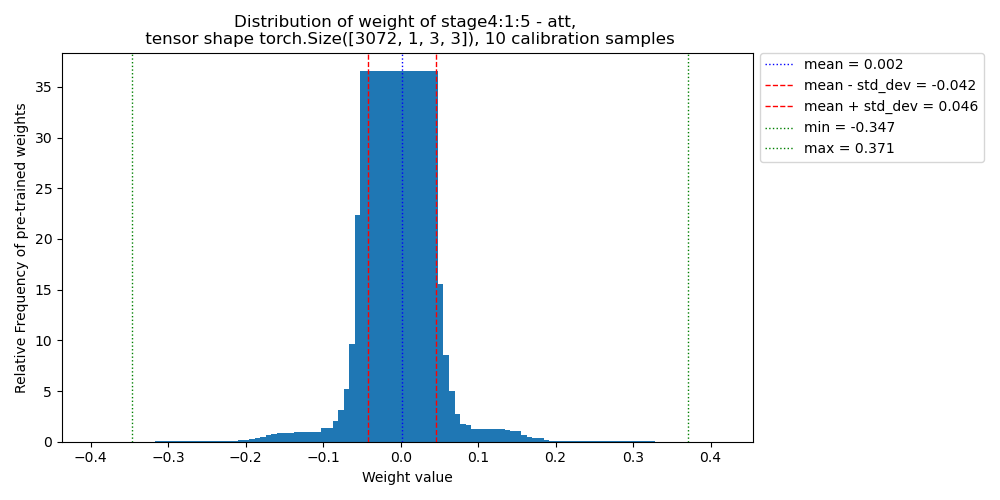 Distribution of weight of stage4:1:5 - att,
tensor shape torch.Size([3072, 1, 3, 3]), 10 calibration samples
mean = 0.002
mean - std_dev = -0.042
mean + std_dev = 0.046
min = -0.347
max = 0.371
Relative Frequency of pre-trained weights
35
30
25
20
15
10
5
0
−0.4 −0.3 −0.2 −0.1 0.0 0.1 0.2 0.3 0.4
Weight value